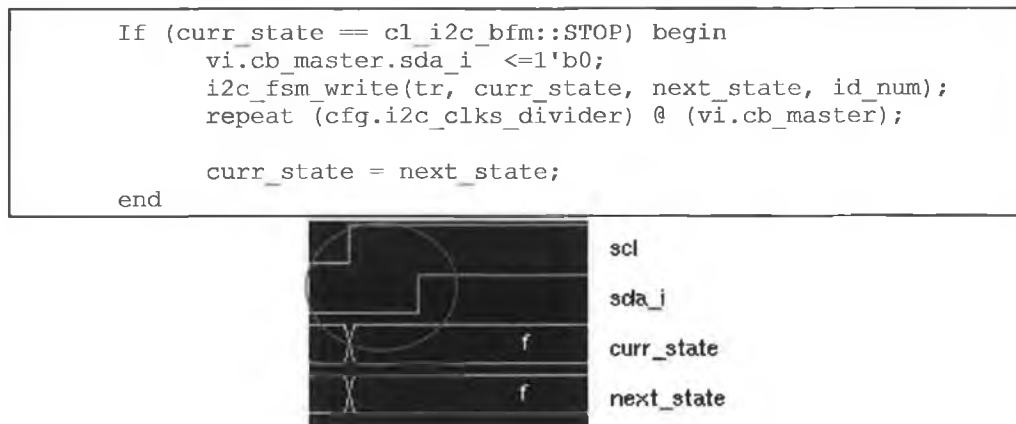 If (curr_state == cl_i2c_bfm::STOP) begin
vi.cb_master.sda_i <=1'b0;
i2c_fsm_write(tr, curr_state, next_state, id_num);
repeat (cfg.i2c_clks_divider) @ (vi.cb_master);
curr_state = next_state;
end
scl
sda_i
f
curr_state
f
next_state